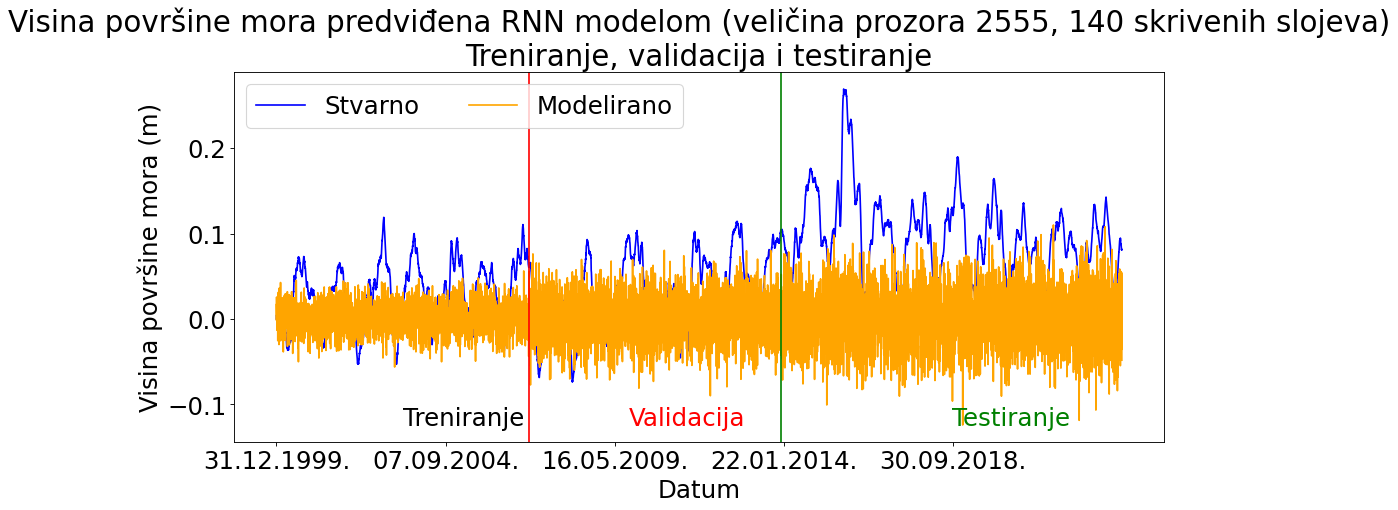 Visina površine mora predviđena RNN modelom (veličina prozora 2555, 140 skrivenih slojeva)
Treniranje, validacija i testiranje
Stvarno
Modelirano
Visina površine mora (m)
0.2
0.1
0.0
−0.1
Treniranje
Validacija
Testiranje
31.12.1999.
07.09.2004.
16.05.2009.
22.01.2014.
30.09.2018.
Datum